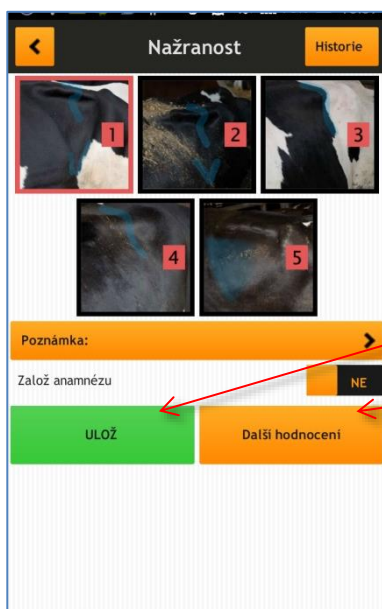 Nažranost
Historie
1
2
3
4
5
Poznámka:
Založ anamnézu
NE
ULOŽ
Další hodnocení